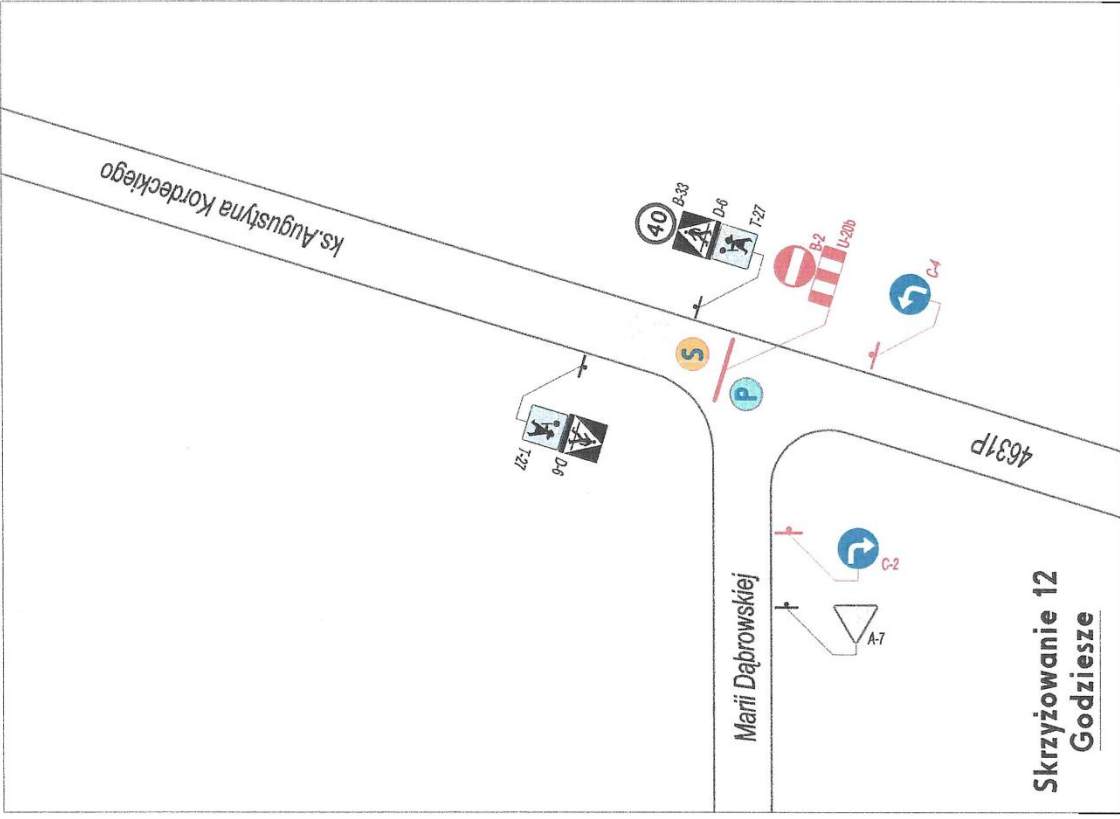 ks.Augustyna Kordeckiego
40
B-33
D-6
T-27
B-2
U-20b
C-4
S
P
T-27
D-6
4631P
Marii Dąbrowskiej
C-2
A-7
Skrzyżowanie 12
Godziesze